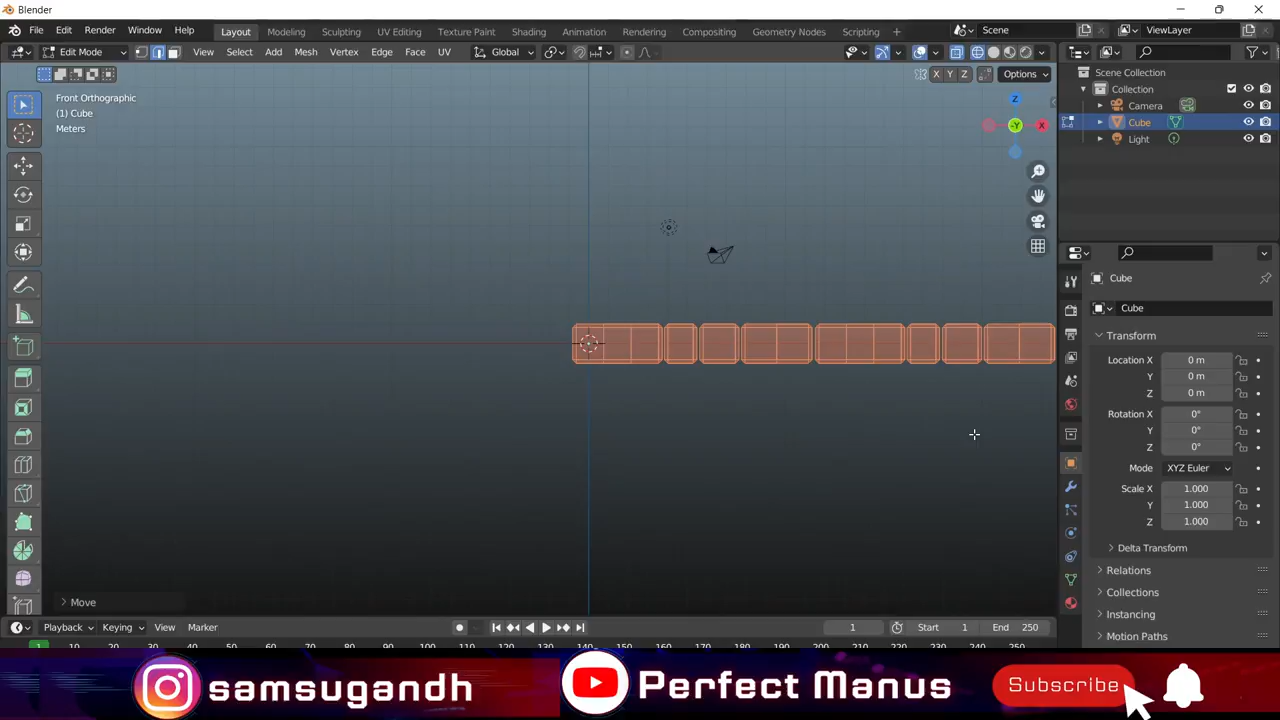 Blender
File Edit Render Window Help
Layout Modeling Sculpting UV Editing Texture Paint Shading Animation Rendering Compositing Geometry Nodes Scripting +
Scene
ViewLayer
Edit Mode
View Select Add Mesh Vertex Edge Face UV
Global
X Y Z
Options
Front Orthographic
(1) Cube
Meters
Z
-Y X
Scene Collection
Collection
Camera
Cube
Light
Cube
Cube
Transform
Location X 0 m
Y 0 m
Z 0 m
Rotation X 0°
Y 0°
Z 0°
Mode XYZ Euler
Scale X 1.000
Y 1.000
Z 1.000
Delta Transform
Relations
Collections
Instancing
Motion Paths
Move
Playback Keying View Marker
1 Start 1 End 250
samsugandh
Perfect Manus
Subscribe